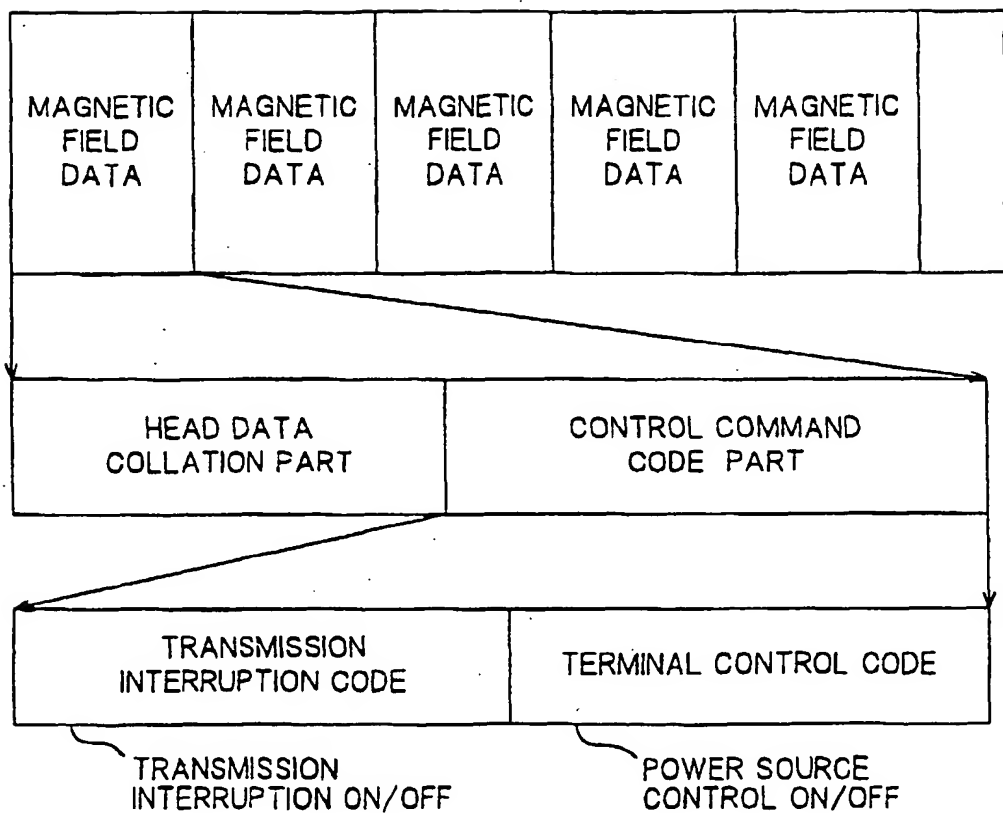 MAGNETIC FIELD DATA
MAGNETIC FIELD DATA
MAGNETIC FIELD DATA
MAGNETIC FIELD DATA
MAGNETIC FIELD DATA
HEAD DATA
COLLATION PART
CONTROL COMMAND
CODE PART
TRANSMISSION
INTERRUPTION CODE
TERMINAL CONTROL CODE
TRANSMISSION
INTERRUPTION ON/OFF
POWER SOURCE
CONTROL ON/OFF